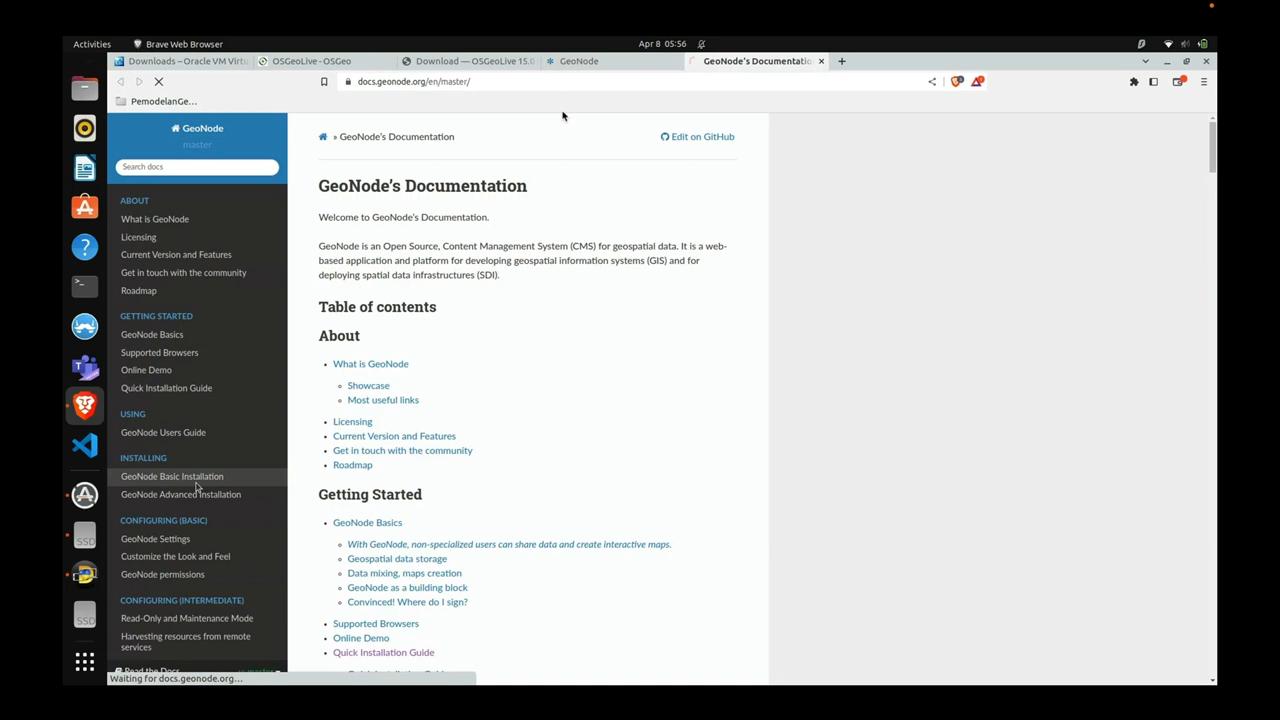 Activities
Brave Web Browser
Apr 8 05:56
Downloads – Oracle VM Virtu
OSGeoLive - OSGeo
Download — OSGeoLive 15.0
GeoNode
GeoNode's Documentatio
docs.geonode.org/en/master/
PemodelanGe...
GeoNode
master
Search docs
ABOUT
What is GeoNode
Licensing
Current Version and Features
Get in touch with the community
Roadmap
GETTING STARTED
GeoNode Basics
Supported Browsers
Online Demo
Quick Installation Guide
USING
GeoNode Users Guide
INSTALLING
GeoNode Basic Installation
GeoNode Advanced Installation
CONFIGURING (BASIC)
GeoNode Settings
Customize the Look and Feel
GeoNode permissions
CONFIGURING (INTERMEDIATE)
Read-Only and Maintenance Mode
Harvesting resources from remote
services
Read the Docs
Waiting for docs.geonode.org...
» GeoNode's Documentation
Edit on GitHub
GeoNode's Documentation
Welcome to GeoNode's Documentation.
GeoNode is an Open Source, Content Management System (CMS) for geospatial data. It is a web-
based application and platform for developing geospatial information systems (GIS) and for
deploying spatial data infrastructures (SDI).
Table of contents
About
What is GeoNode
Showcase
Most useful links
Licensing
Current Version and Features
Get in touch with the community
Roadmap
Getting Started
GeoNode Basics
With GeoNode, non-specialized users can share data and create interactive maps.
Geospatial data storage
Data mixing, maps creation
GeoNode as a building block
Convinced! Where do I sign?
Supported Browsers
Online Demo
Quick Installation Guide
SSD
SSD